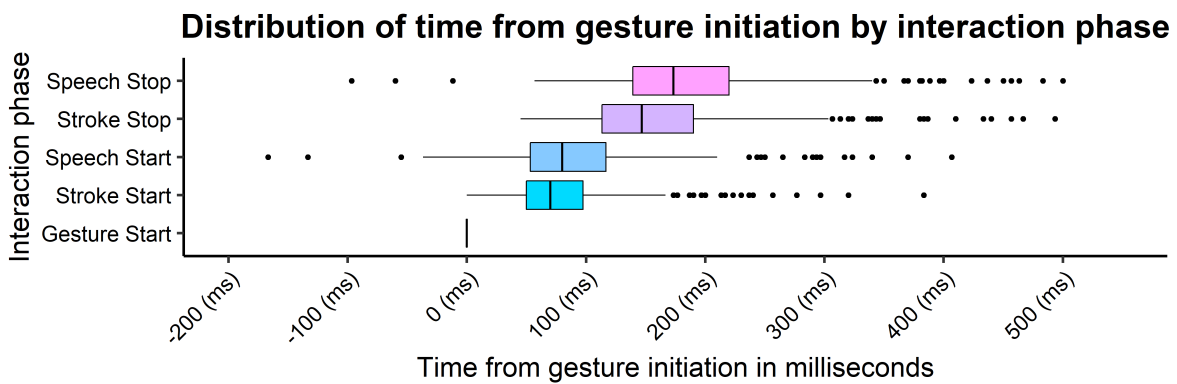 Distribution of time from gesture initiation by interaction phase
Interaction phase
Speech Stop
Stroke Stop
Speech Start
Stroke Start
Gesture Start
-200 (ms)
-100 (ms)
0 (ms)
100 (ms)
200 (ms)
300 (ms)
400 (ms)
500 (ms)
Time from gesture initiation in milliseconds